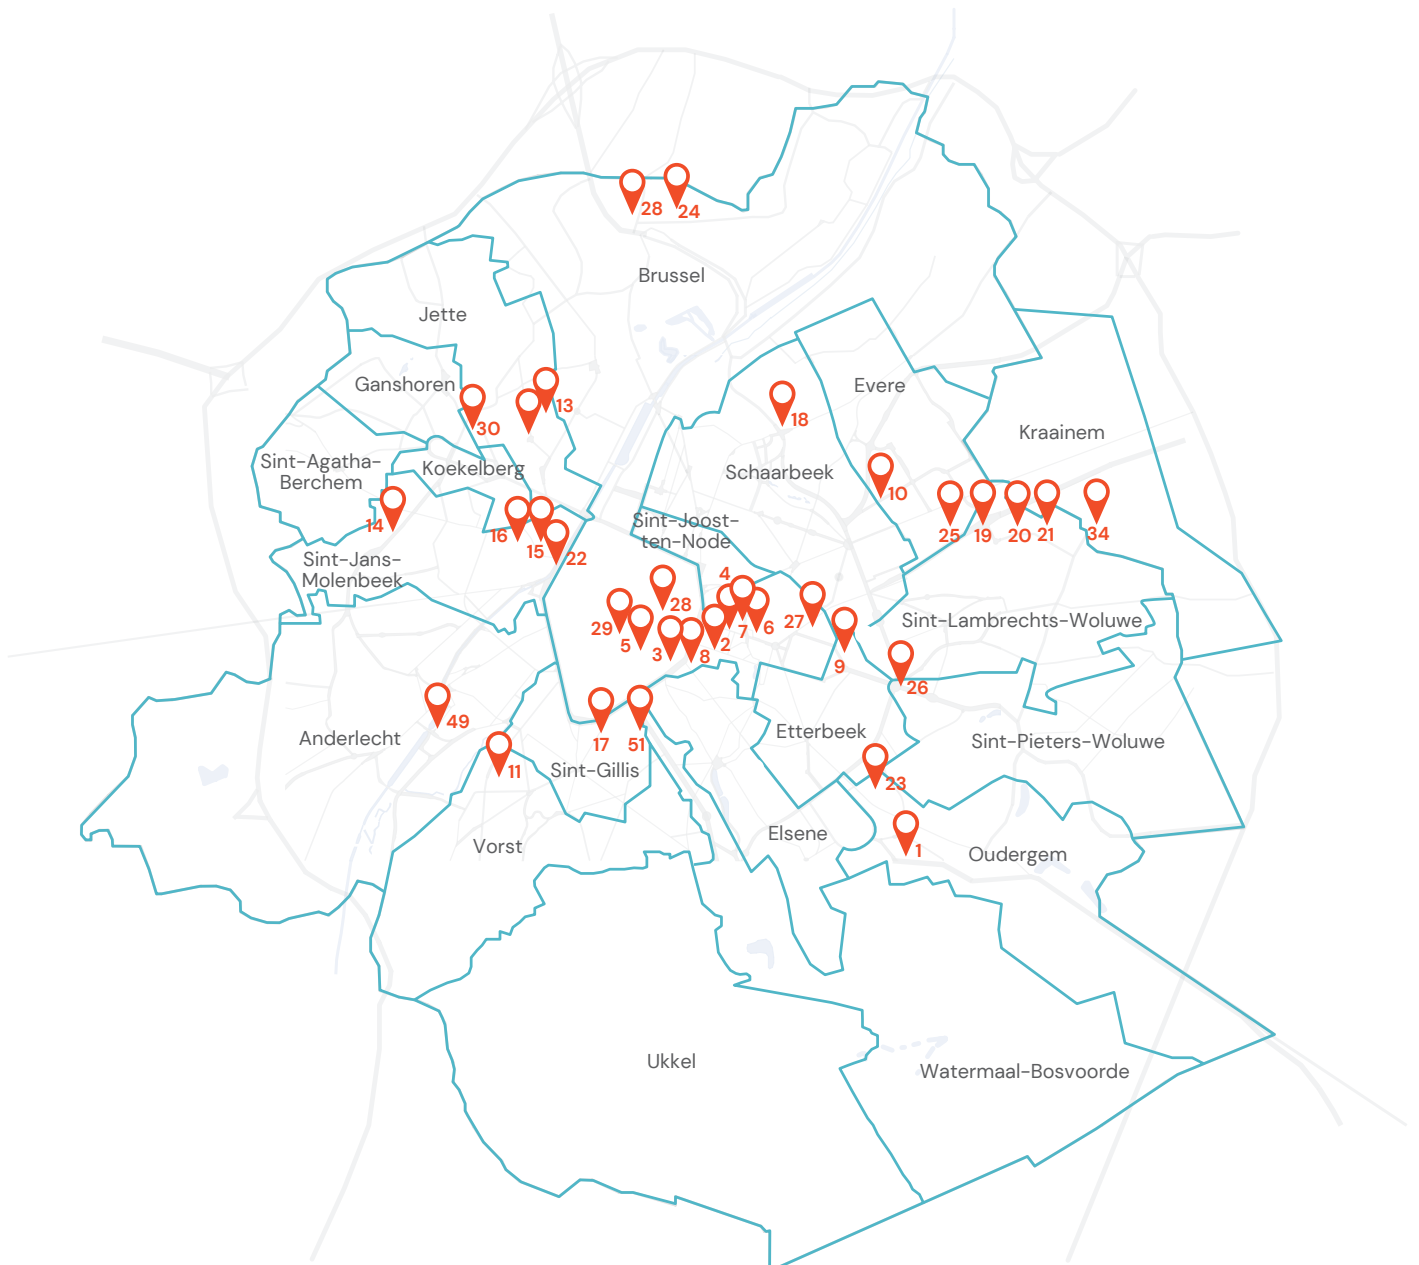 28
24
Brussel
Jette
Ganshoren
Evere
13
30
18
Kraainem
Sint-Agatha-
Berchem
Koekelberg
Schaarbeek
10
14
16
15
22
Sint-Joost-
ten-Node
25
19
20
21
34
Sint-Jans-
Molenbeek
4
28
29
5
3
8
2
7
6
27
9
Sint-Lambrechts-Woluwe
26
49
Anderlecht
11
17
51
Sint-Gillis
Etterbeek
Sint-Pieters-Woluwe
23
Vorst
Elsene
1
Oudergem
Ukkel
Watermaal-Bosvoorde